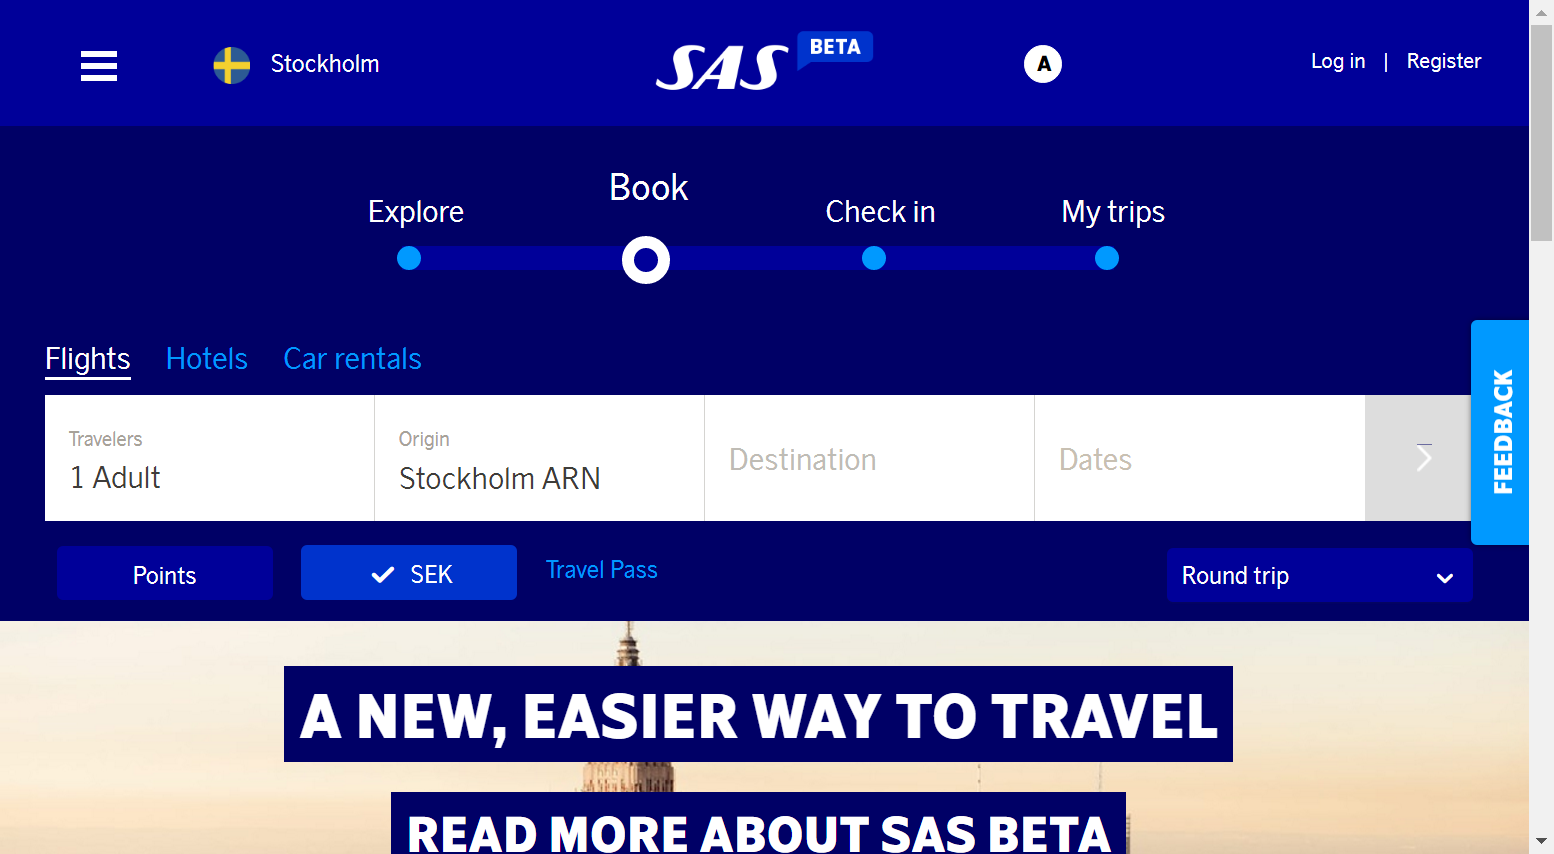 Stockholm
SAS BETA
A
Log in | Register
Book
Explore
Check in
My trips
Flights
Hotels
Car rentals
Travelers
1 Adult
Origin
Stockholm ARN
Destination
Dates
FEEDBACK
Points
SEK
Travel Pass
Round trip
A NEW, EASIER WAY TO TRAVEL
READ MORE ABOUT SAS BETA